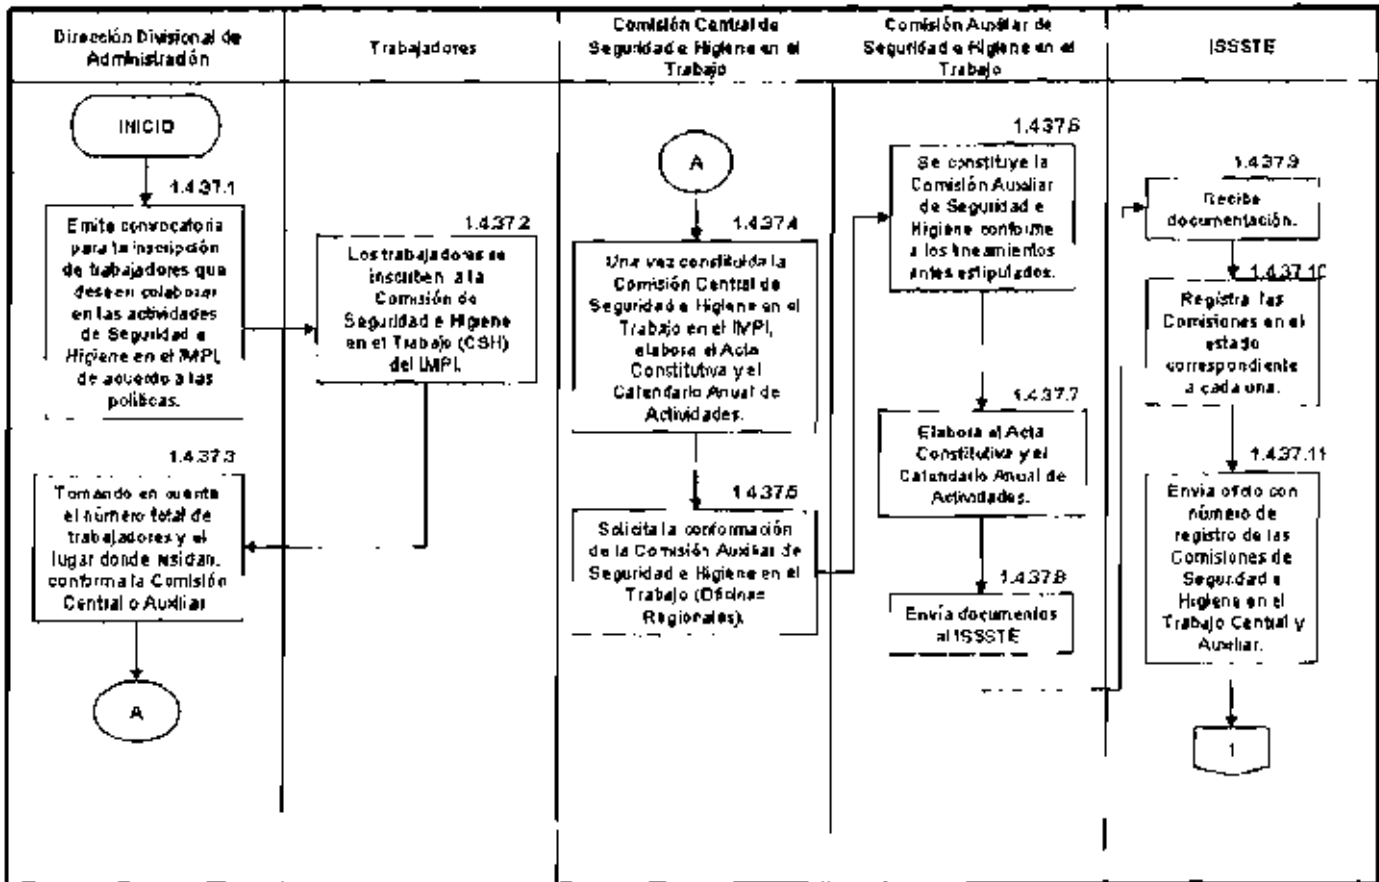 Dirección Divisional de
Administración
Trabajadores
Comisión Central de
Seguridad e Higiene en el
Trabajo
Comisión Auxiliar de
Seguridad e Higiene en el
Trabajo
ISSSTE
INICIO
1.4.37.1
Emite convocatoria
para la inscripción
de trabajadores que
deseen colaborar
en las actividades
de Seguridad e
Higiene en el IMPI,
de acuerdo a las
políticas.
1.4.37.3
Tomando en cuenta
el número total de
trabajadores y el
lugar donde residan,
conforma la Comisión
Central o Auxiliar
A
1.4.37.2
Los trabajadores se
inscriben a la
Comisión de
Seguridad e Higiene
en el Trabajo (CSH)
del IMPI.
A
1.4.37.4
Una vez constituida la
Comisión Central de
Seguridad e Higiene en el
Trabajo en el IMPI,
elabora el Acta
Constitutiva y el
Calendario Anual de
Actividades.
1.4.37.5
Solicita la conformación
de la Comisión Auxiliar de
Seguridad e Higiene en el
Trabajo (Oficinas
Regionales).
1.4.37.6
Se constituye la
Comisión Auxiliar
de Seguridad e
Higiene conforme
a los lineamientos
antes estipulados.
1.4.37.7
Elabora el Acta
Constitutiva y el
Calendario Anual de
Actividades.
1.4.37.8
Envía documentos
al ISSSTE
1.4.37.9
Recibe
documentación.
1.4.37.10
Registra las
Comisiones en el
estado
correspondiente
a cada una.
1.4.37.11
Envía oficio con
número de
registro de las
Comisiones de
Seguridad e
Higiene en el
Trabajo Central y
Auxiliar.
1